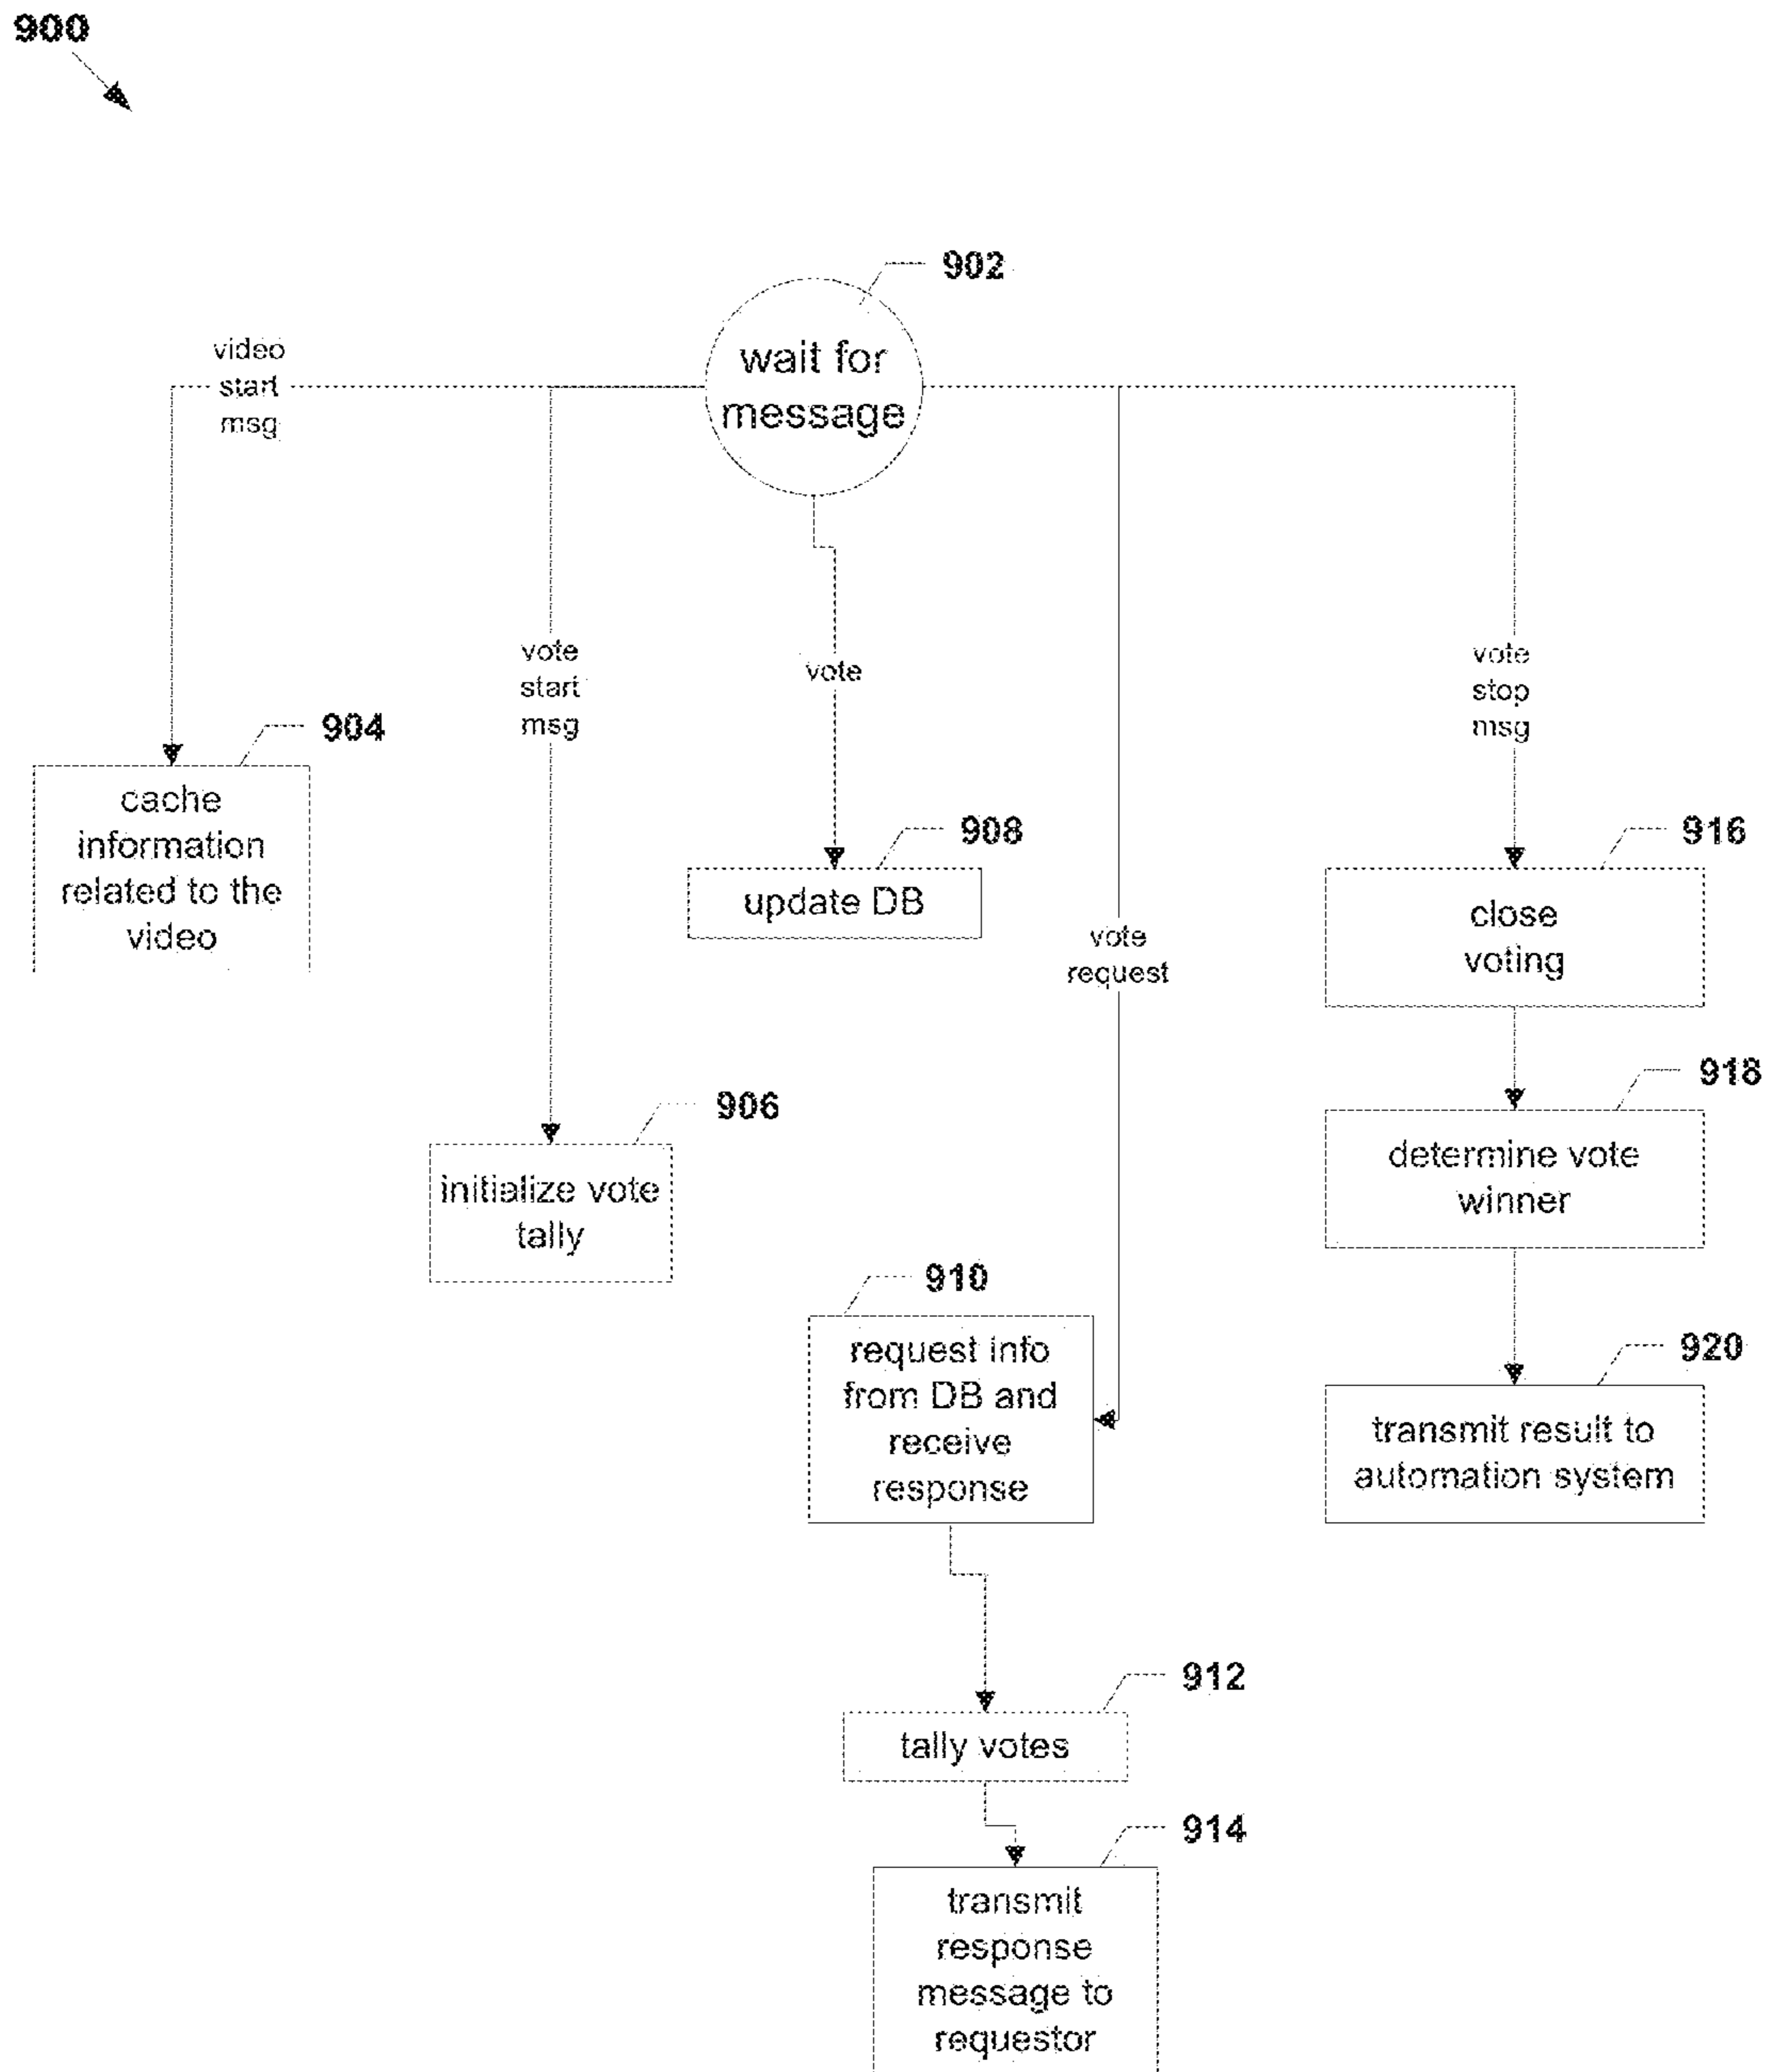 900
902
wait for
message
video
start
msg
vote
start
msg
vote
vote
stop
msg
904
cache
information
related to the
video
908
update DB
916
close
voting
vote
request
906
initialize vote
tally
918
determine vote
winner
910
request info
from DB and
receive
response
920
transmit result to
automation system
912
tally votes
914
transmit
response
message to
requestor